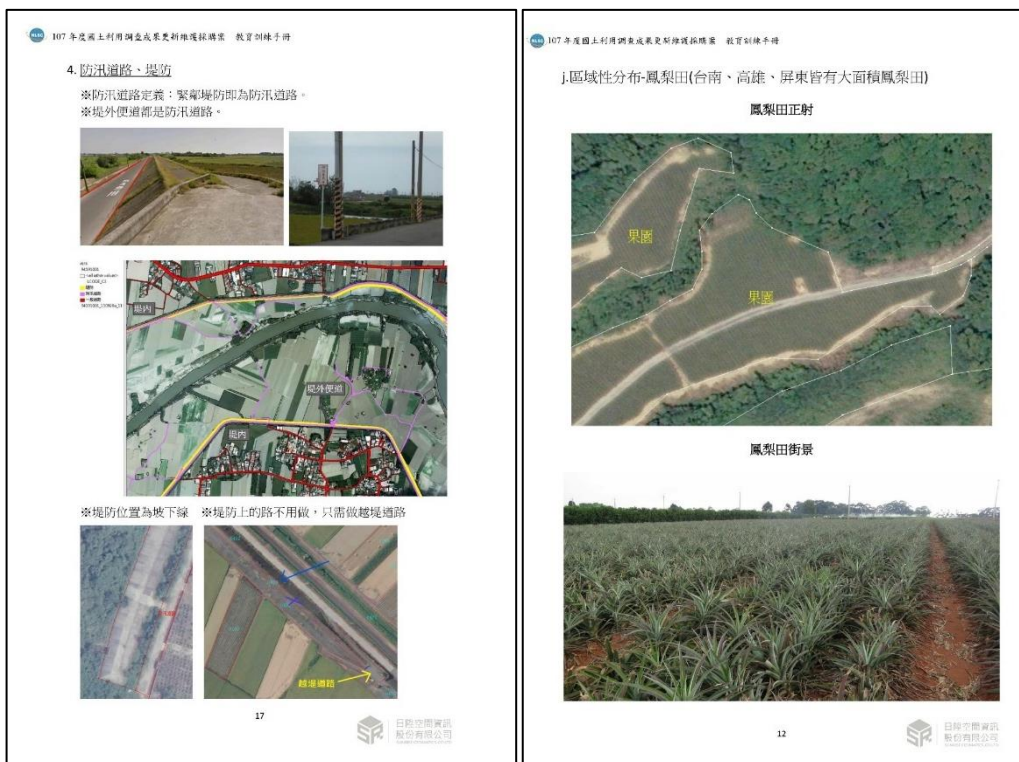 107 年度國土利用調查成果更新維護採購案 教育訓練手冊
4. 防汛道路、堤防
※防汛道路定義：緊鄰堤防即為防汛道路。
※堤外便道都是防汛道路。
堤內
堤外便道
堤內
※堤防位置為坡下線 ※堤防上的路不用做，只需做越堤道路
越堤道路
17
日陞空間資訊
股份有限公司
107 年度國土利用調查成果更新維護採購案 教育訓練手冊
j.區域性分布-鳳梨田(台南、高雄、屏東皆有大面積鳳梨田)
鳳梨田正射
果園
果園
鳳梨田街景
12
日陞空間資訊
股份有限公司